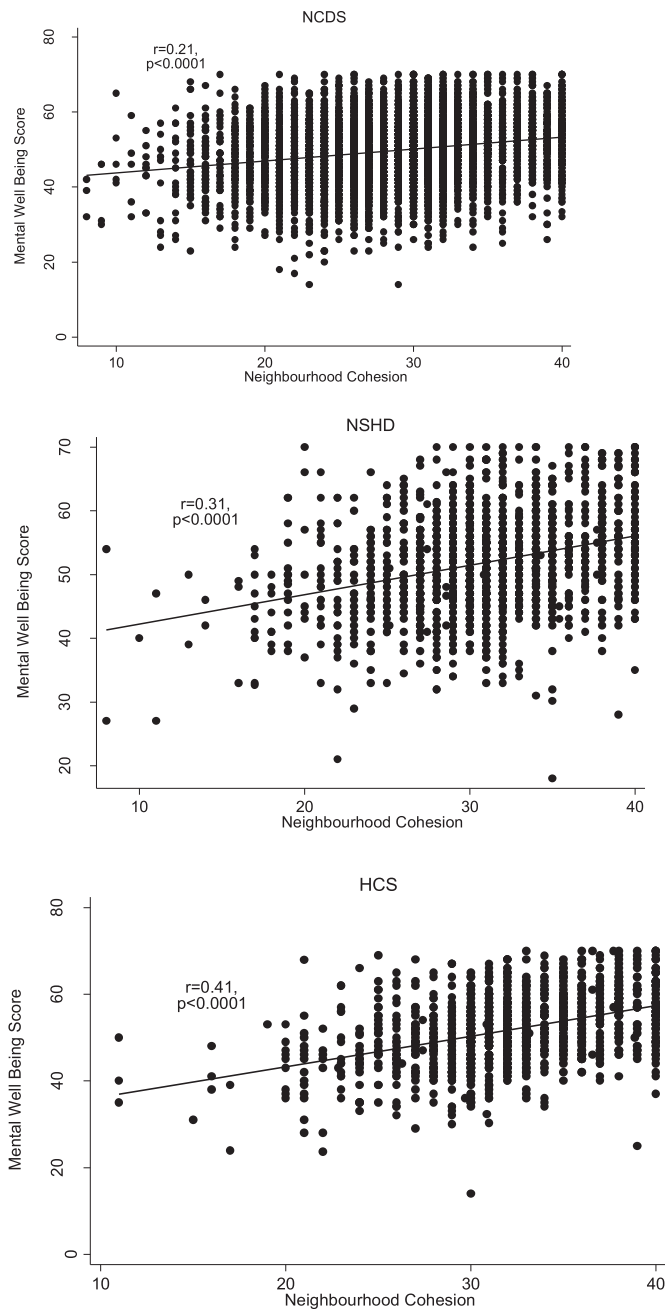 NCDS
80
r=0.21,
p<0.0001
60
Mental Well Being Score
40
20
0
10
20
30
40
Neighbourhood Cohesion
NSHD
70
r=0.31,
p<0.0001
60
Mental Well Being Score
50
40
30
20
10
20
30
40
Neighbourhood Cohesion
HCS
80
r=0.41,
p<0.0001
60
Mental Well Being Score
40
20
0
10
20
30
40
Neighbourhood Cohesion